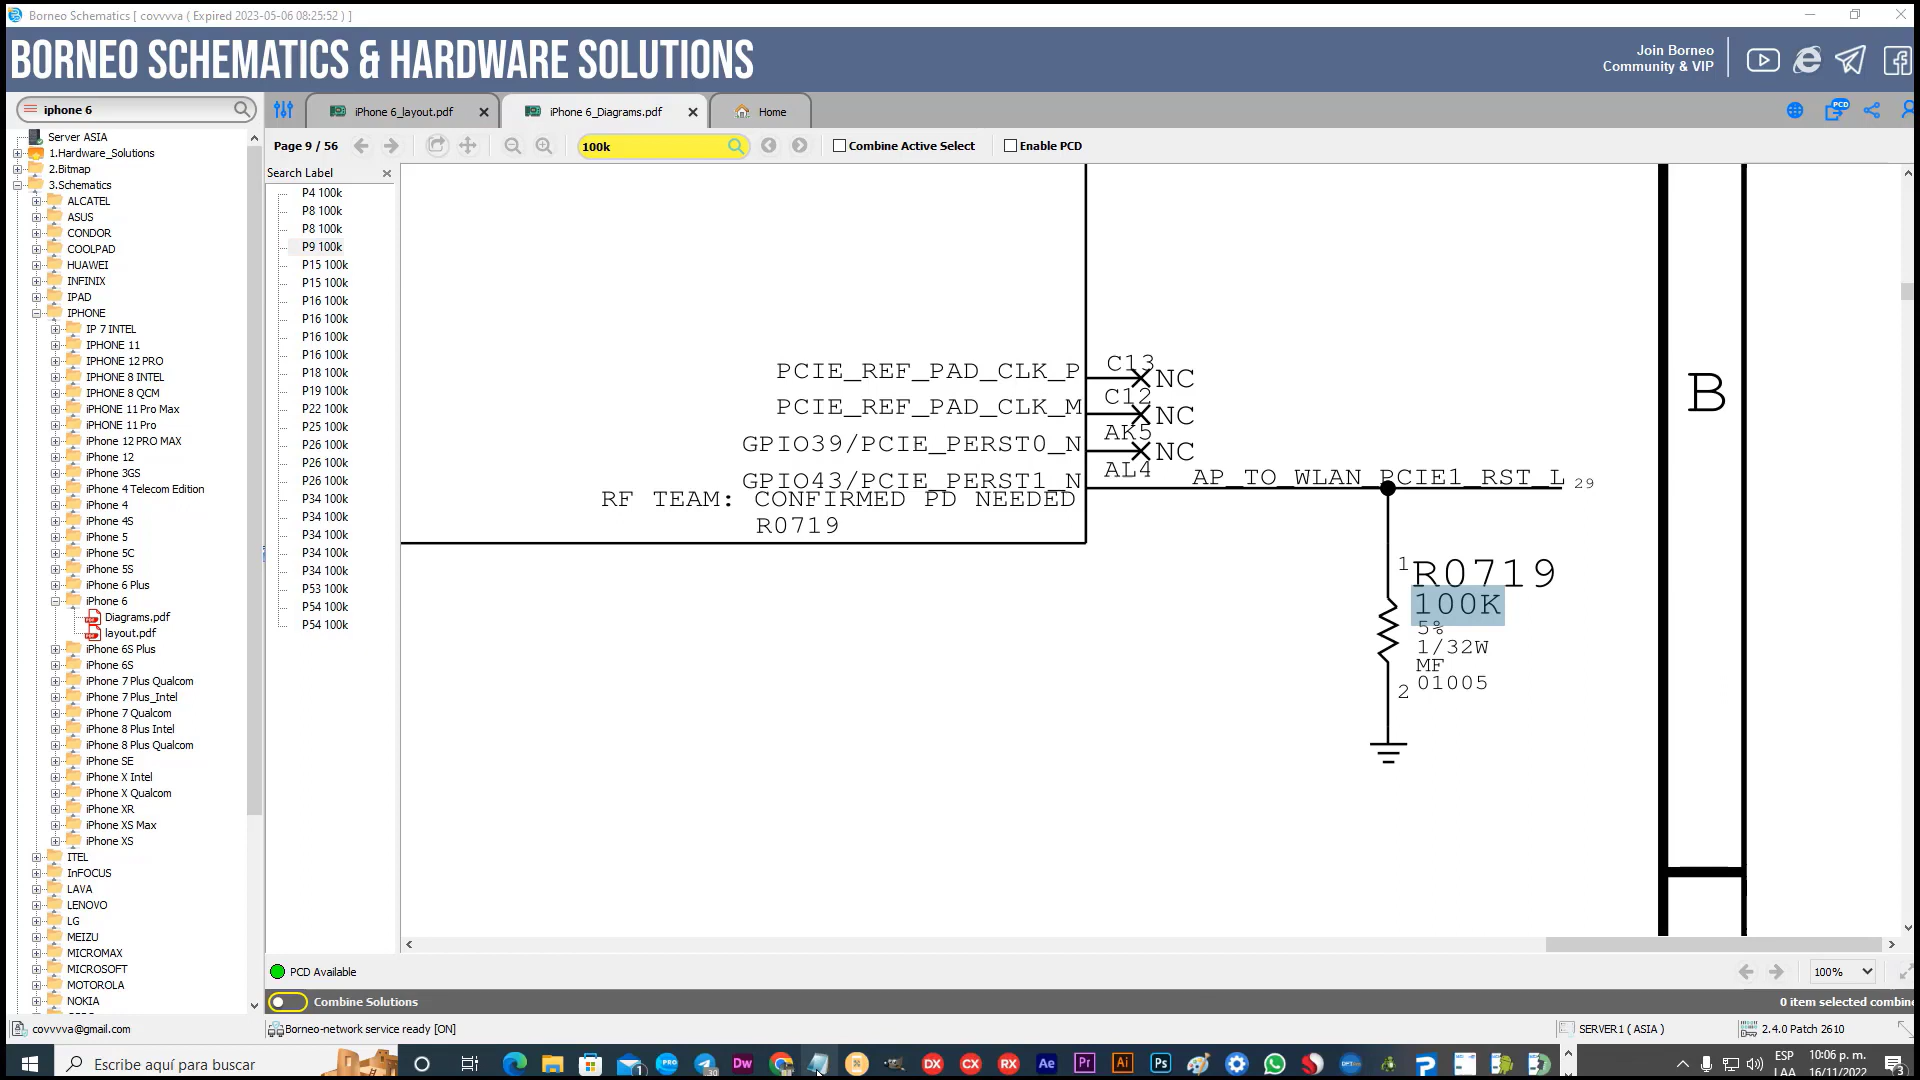 Borneo Schematics [ covvvva ( Expired 2023-05-06 08:25:52 ) ]
BORNEO SCHEMATICS & HARDWARE SOLUTIONS
Join Borneo
Community & VIP
iphone 6
iPhone 6_layout.pdf
iPhone 6_Diagrams.pdf
Home
PCD
Page 9 / 56
100k
Combine Active Select
Enable PCD
Server ASIA
1.Hardware_Solutions
2.Bitmap
3.Schematics
ALCATEL
ASUS
CONDOR
COOLPAD
HUAWEI
INFINIX
IPAD
IPHONE
IP 7 INTEL
IPHONE 11
IPHONE 12 PRO
IPHONE 8 INTEL
IPHONE 8 QCM
iPHONE 11 Pro Max
iPHONE 11 Pro
iPhone 12 PRO MAX
iPhone 12
iPhone 3GS
iPhone 4 Telecom Edition
iPhone 4
iPhone 4S
iPhone 5
iPhone 5C
iPhone 5S
iPhone 6 Plus
iPhone 6
Diagrams.pdf
layout.pdf
iPhone 6S Plus
iPhone 6S
iPhone 7 Plus Qualcom
iPhone 7 Plus_Intel
iPhone 7 Qualcom
iPhone 8 Plus Intel
iPhone 8 Plus Qualcom
iPhone SE
iPhone X Intel
iPhone X Qualcom
iPhone XR
iPhone XS Max
iPhone XS
ITEL
InFOCUS
LAVA
LENOVO
LG
MEIZU
MICROMAX
MICROSOFT
MOTOROLA
NOKIA
Search Label
P4 100k
P8 100k
P8 100k
P9 100k
P15 100k
P15 100k
P16 100k
P16 100k
P16 100k
P16 100k
P18 100k
P19 100k
P22 100k
P25 100k
P26 100k
P26 100k
P26 100k
P34 100k
P34 100k
P34 100k
P34 100k
P34 100k
P53 100k
P54 100k
P54 100k
PCIE_REF_PAD_CLK_P
C13
NC
PCIE_REF_PAD_CLK_M
C12
NC
GPIO39/PCIE_PERST0_N
AK5
NC
GPIO43/PCIE_PERST1_N
AL4
AP_TO_WLAN_PCIE1_RST_L
29
RF TEAM: CONFIRMED PD NEEDED
R0719
1
R0719
100K
5%
1/32W
MF
01005
2
B
PCD Available
100%
Combine Solutions
0 item selected combin
covvvva@gmail.com
Borneo-network service ready [ON]
SERVER1 ( ASIA )
2.4.0 Patch 2610
Escribe aquí para buscar
1
PRO
30
Dw
DX
CX
RX
Ae
Pr
Ai
Ps
ESP
LAA
10:06 p. m.
16/11/2022
3